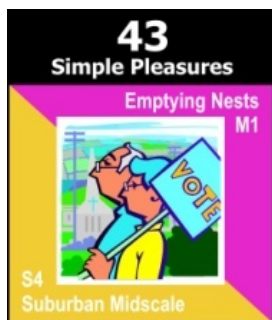 43
Simple Pleasures
Emptying Nests
M1
VOTE
S4
Suburban Midscale